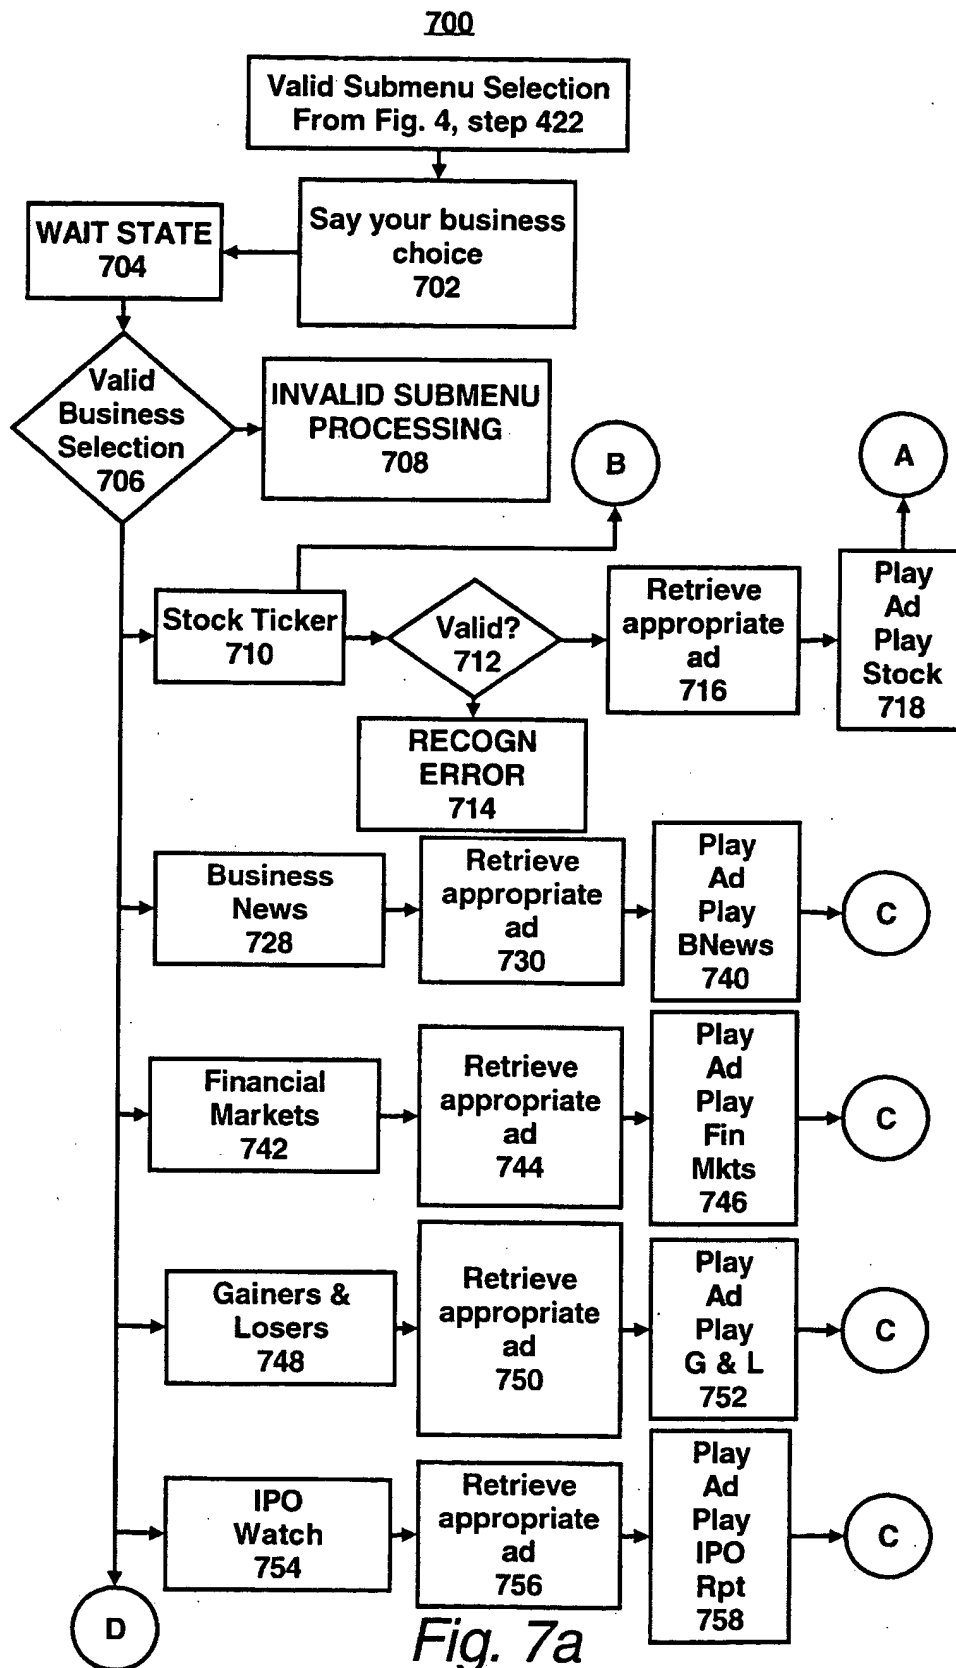 700
Valid Submenu Selection
From Fig. 4, step 422
Say your business
choice
702
WAIT STATE
704
Valid
Business
Selection
706
INVALID SUBMENU
PROCESSING
708
B
A
Stock Ticker
710
Valid?
712
Retrieve
appropriate
ad
716
Play
Ad
Play
Stock
718
RECOGN
ERROR
714
Business
News
728
Retrieve
appropriate
ad
730
Play
Ad
Play
BNews
740
C
Financial
Markets
742
Retrieve
appropriate
ad
744
Play
Ad
Play
Fin
Mkts
746
C
Gainers &
Losers
748
Retrieve
appropriate
ad
750
Play
Ad
Play
G & L
752
C
IPO
Watch
754
Retrieve
appropriate
ad
756
Play
Ad
Play
IPO
Rpt
758
C
D
Fig. 7a